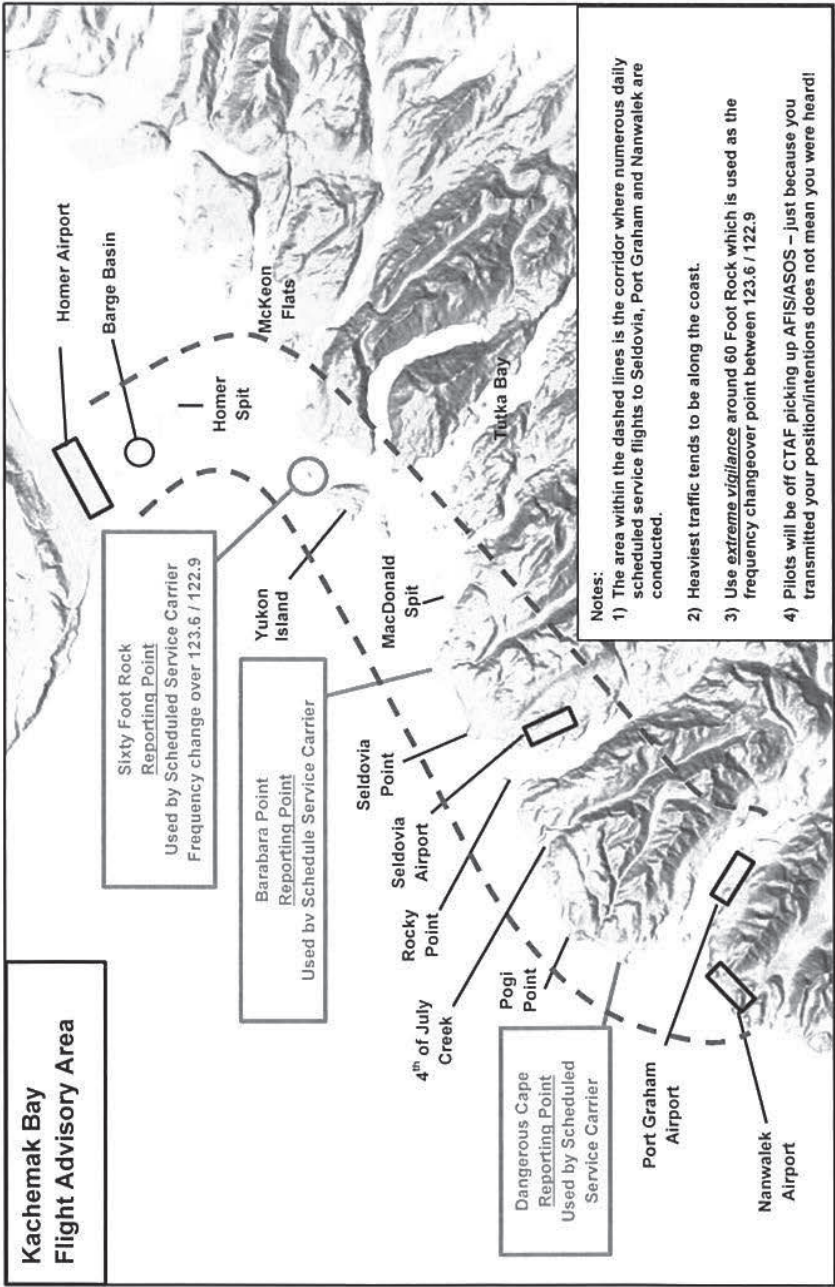 Kachemak Bay
Flight Advisory Area
Sixty Foot Rock
Reporting Point
Used by Scheduled Service Carrier
Frequency change over 123.6 / 122.9
Homer Airport
Barge Basin
Homer
Spit
McKeon
Flats
Yukon
Island
Barabara Point
Reporting Point
Used by Schedule Service Carrier
MacDonald
Spit
Tutka Bay
Seldovia
Point
Seldovia
Airport
Rocky
Point
4th of July
Creek
Pogi
Point
Dangerous Cape
Reporting Point
Used by Scheduled
Service Carrier
Port Graham
Airport
Nanwalek
Airport
Notes:
1) The area within the dashed lines is the corridor where numerous daily
scheduled service flights to Seldovia, Port Graham and Nanwalek are
conducted.
2) Heaviest traffic tends to be along the coast.
3) Use extreme vigilance around 60 Foot Rock which is used as the
frequency changeover point between 123.6 / 122.9
4) Pilots will be off CTAF picking up AFIS/ASOS – just because you
transmitted your position/intentions does not mean you were heard!